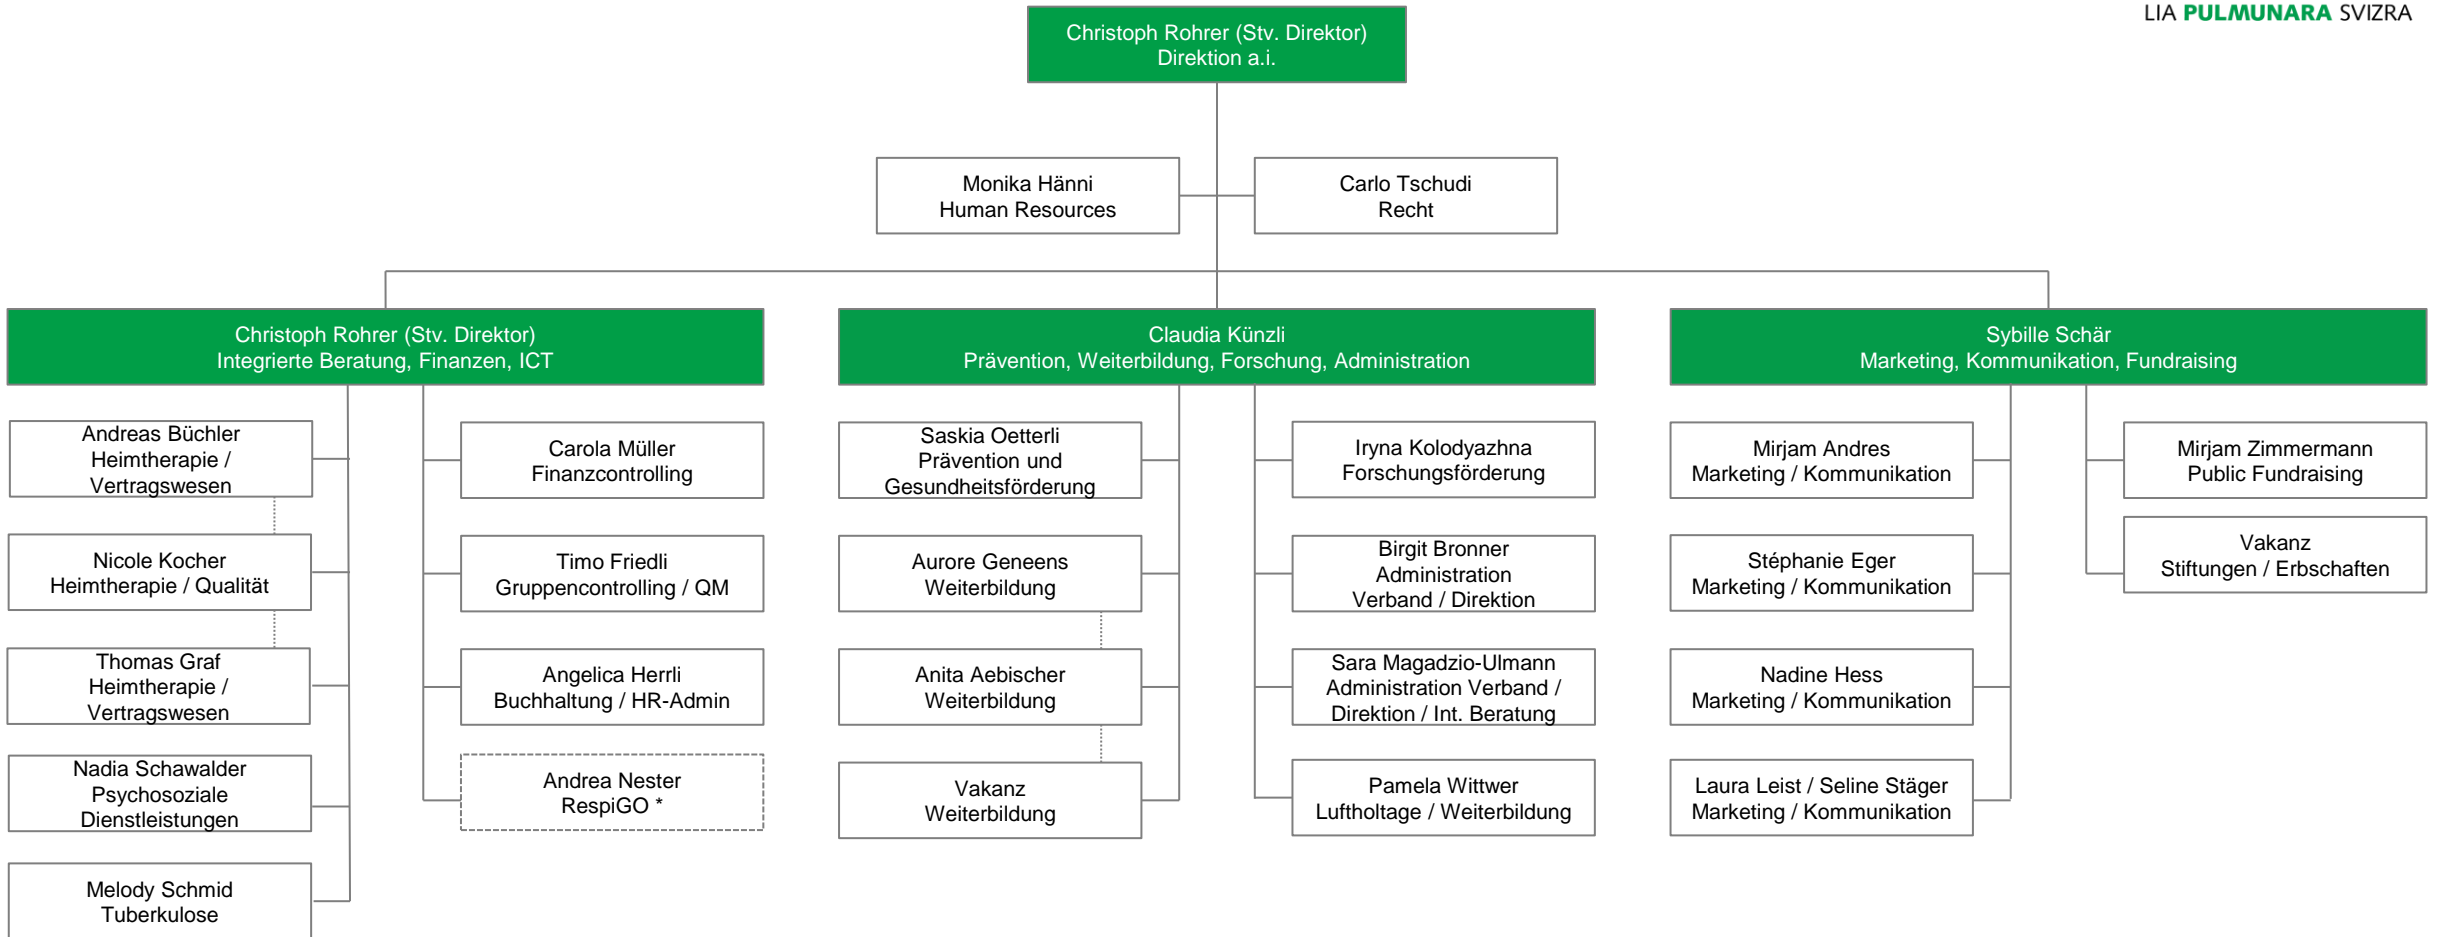 LIA PULMUNARA SVIZRA
Christoph Rohrer (Stv. Direktor)
Direktion a.i.
Monika Hänni
Human Resources
Carlo Tschudi
Recht
Christoph Rohrer (Stv. Direktor)
Integrierte Beratung, Finanzen, ICT
Claudia Künzli
Prävention, Weiterbildung, Forschung, Administration
Sybille Schär
Marketing, Kommunikation, Fundraising
Andreas Büchler
Heimtherapie /
Vertragswesen
Nicole Kocher
Heimtherapie / Qualität
Thomas Graf
Heimtherapie /
Vertragswesen
Nadia Schawalder
Psychosoziale
Dienstleistungen
Melody Schmid
Tuberkulose
Carola Müller
Finanzcontrolling
Timo Friedli
Gruppencontrolling / QM
Angelica Herrli
Buchhaltung / HR-Admin
Andrea Nester
RespiGO *
Saskia Oetterli
Prävention und
Gesundheitsförderung
Aurore Geneens
Weiterbildung
Anita Aebischer
Weiterbildung
Vakanz
Weiterbildung
Iryna Kolodyazhna
Forschungsförderung
Birgit Bronner
Administration
Verband / Direktion
Sara Magadzio-Ulmann
Administration Verband /
Direktion / Int. Beratung
Pamela Wittwer
Luftholtage / Weiterbildung
Mirjam Andres
Marketing / Kommunikation
Stéphanie Eger
Marketing / Kommunikation
Nadine Hess
Marketing / Kommunikation
Laura Leist / Seline Stäger
Marketing / Kommunikation
Mirjam Zimmermann
Public Fundraising
Vakanz
Stiftungen / Erbschaften